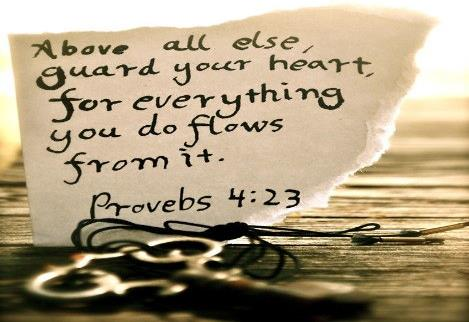 Above all else,
guard your heart,
for everything
you do flows
from it.
Provebs 4:23